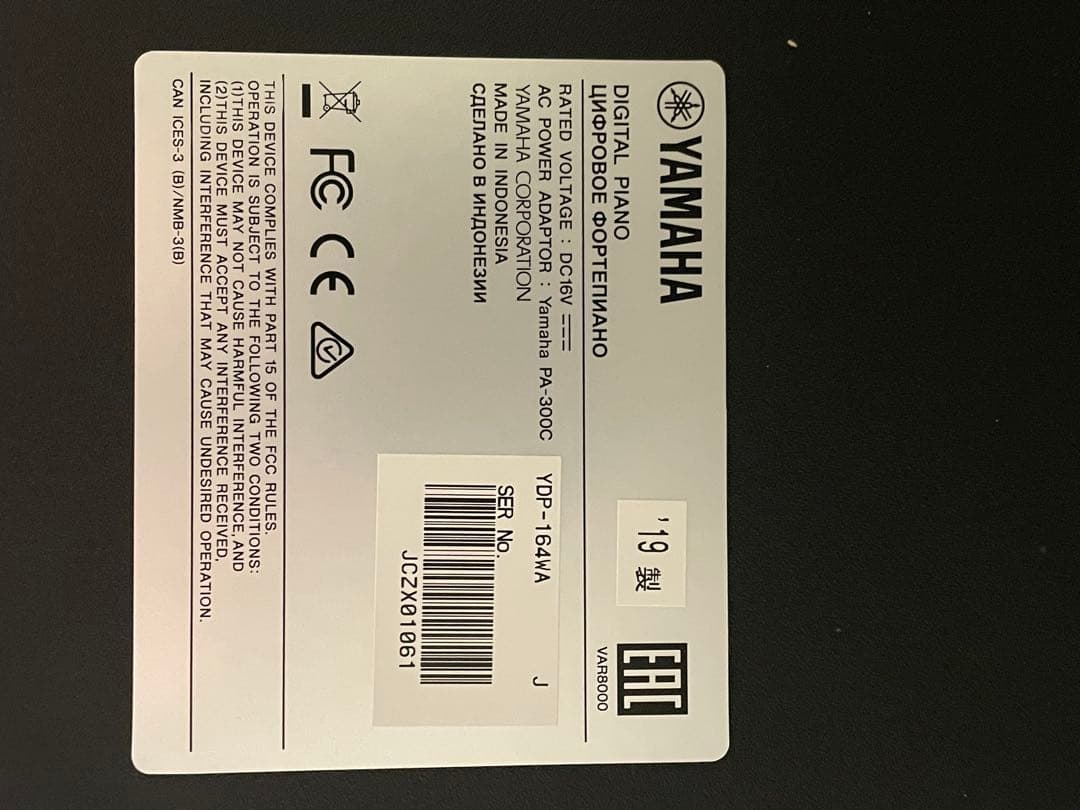 YAMAHA
DIGITAL PIANO
ЦИФРОВОЕ ФОРТЕПИАНО
'19 製
EAC
VAR8000
RATED VOLTAGE : DC16V
AC POWER ADAPTOR : Yamaha PA-300C
YAMAHA CORPORATION
MADE IN INDONESIA
СДЕЛАНО В ИНДОНЕЗИИ
YDP-164WA J
SER No.
JCZX01061
FC CE
THIS DEVICE COMPLIES WITH PART 15 OF THE FCC RULES.
OPERATION IS SUBJECT TO THE FOLLOWING TWO CONDITIONS:
(1)THIS DEVICE MAY NOT CAUSE HARMFUL INTERFERENCE, AND
(2)THIS DEVICE MUST ACCEPT ANY INTERFERENCE RECEIVED,
INCLUDING INTERFERENCE THAT MAY CAUSE UNDESIRED OPERATION.
CAN ICES-3 (B)/NMB-3(B)